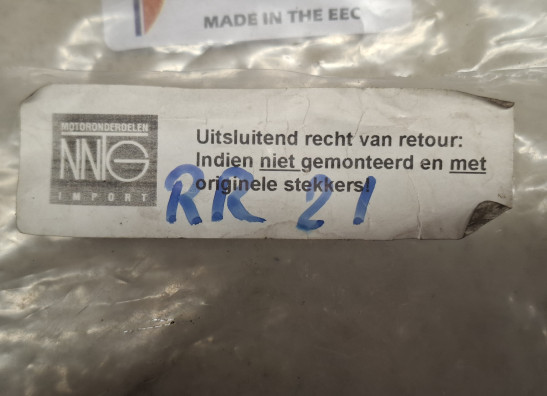 MADE IN THE EEC
MOTORONDERDELEN
NNIG
IMPORT
Uitsluitend recht van retour:
Indien niet gemonteerd en met
originele stekkers!
RR 21